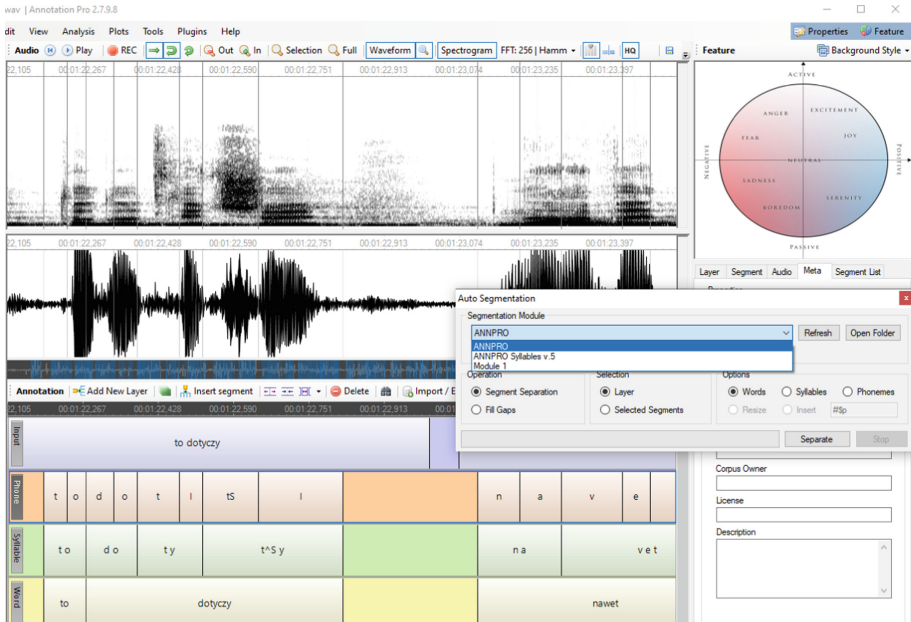 wav | Annotation Pro 2.7.9.8
dit View Analysis Plots Tools Plugins Help
Audio Play REC Out In Selection Full Waveform Spectrogram FFT: 256 | Hamm HQ
Properties Feature
Feature Background Style
22,105 00:01:22,267 00:01:22,428 00:01:22,590 00:01:22,751 00:01:22,913 00:01:23,074 00:01:23,235 00:01:23,397
ACTIVE
ANGER EXCITEMENT
FEAR JOY
NEGATIVE NEUTRAL POSITIVE
SADNESS
SERENITY
BOREDOM
PASSIVE
22,105 00:01:22,267 00:01:22,428 00:01:22,590 00:01:22,751 00:01:22,913 00:01:23,074 00:01:23,235 00:01:23,397
Layer Segment Audio Meta Segment List
Auto Segmentation x
Segmentation Module
ANNPRO Refresh Open Folder
ANNPRO
ANNPRO Syllables v.5
Module 1
Operation Selection Options
Segment Separation Layer Words Syllables Phonemes
Fill Gaps Selected Segments Resize Insert #$p
Separate Stop
Annotation Add New Layer Insert segment Delete Import / E
22,105 00:01:22,267 00:01:22,428 00:01:22,590 00:01:22,751 00:01:22,913 00:01
Input to dotyczy
Phone t o d o t I tS I n a v e
Syllable t o d o t y t^S y n a v e t
Word to dotyczy nawet
Corpus Owner
License
Description